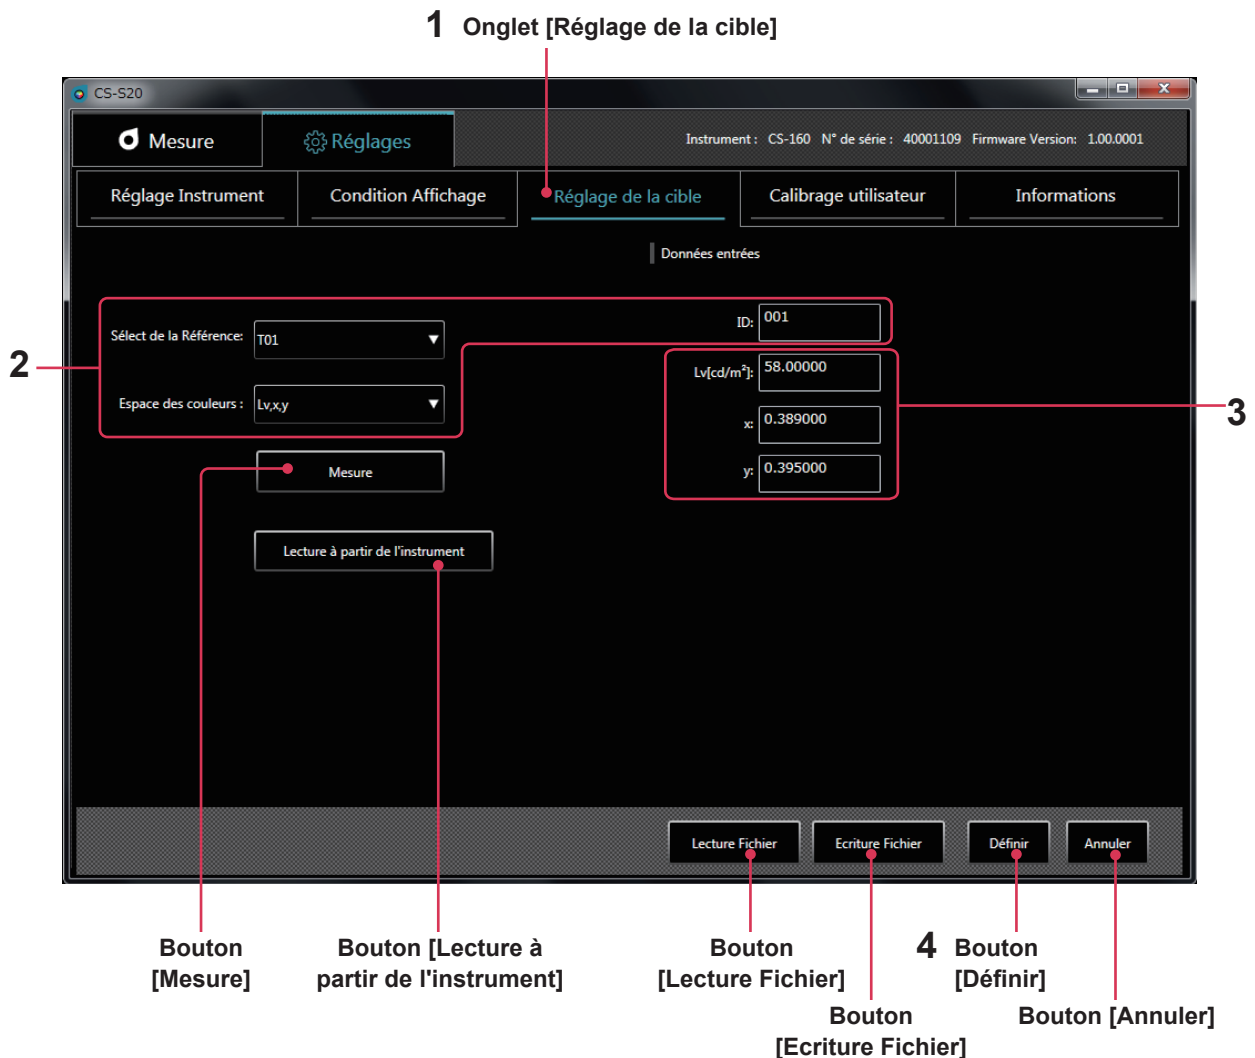 1 Onglet [Réglage de la cible]
CS-S20
Mesure
Réglages
Instrument : CS-160 N° de série : 40001109 Firmware Version: 1.00.0001
Réglage Instrument
Condition Affichage
Réglage de la cible
Calibrage utilisateur
Informations
Données entrées
Sélect de la Référence:
T01
ID:
001
2
Lv[cd/m²]:
58.00000
Espace des couleurs :
Lv,x,y
3
x:
0.389000
Mesure
y:
0.395000
Lecture à partir de l'instrument
Lecture Fichier
Ecriture Fichier
Définir
Annuler
Bouton
[Mesure]
Bouton [Lecture à
partir de l'instrument]
Bouton
[Lecture Fichier]
4 Bouton
[Définir]
Bouton
[Ecriture Fichier]
Bouton [Annuler]